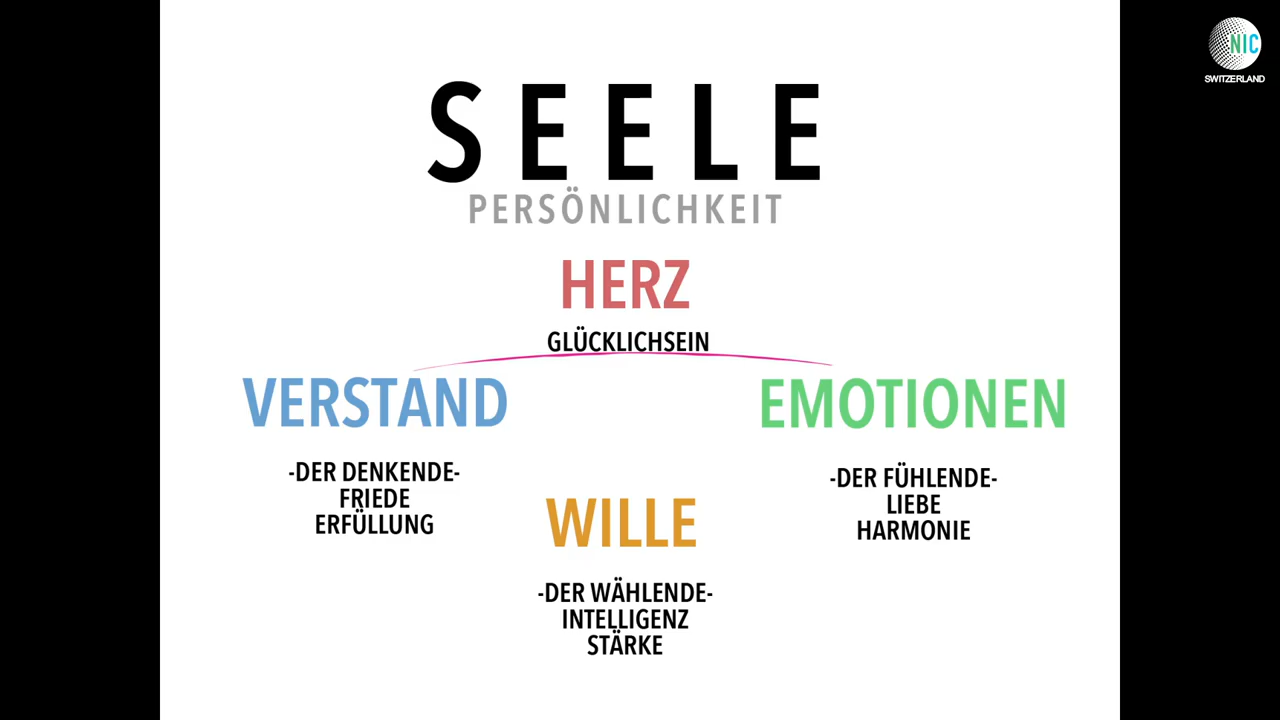 NIC
SWITZERLAND
SEELE
PERSÖNLICHKEIT
HERZ
GLÜCKLICHSEIN
VERSTAND
-DER DENKENDE-
FRIEDE
ERFÜLLUNG
EMOTIONEN
-DER FÜHLENDE-
LIEBE
HARMONIE
WILLE
-DER WÄHLENDE-
INTELLIGENZ
STÄRKE